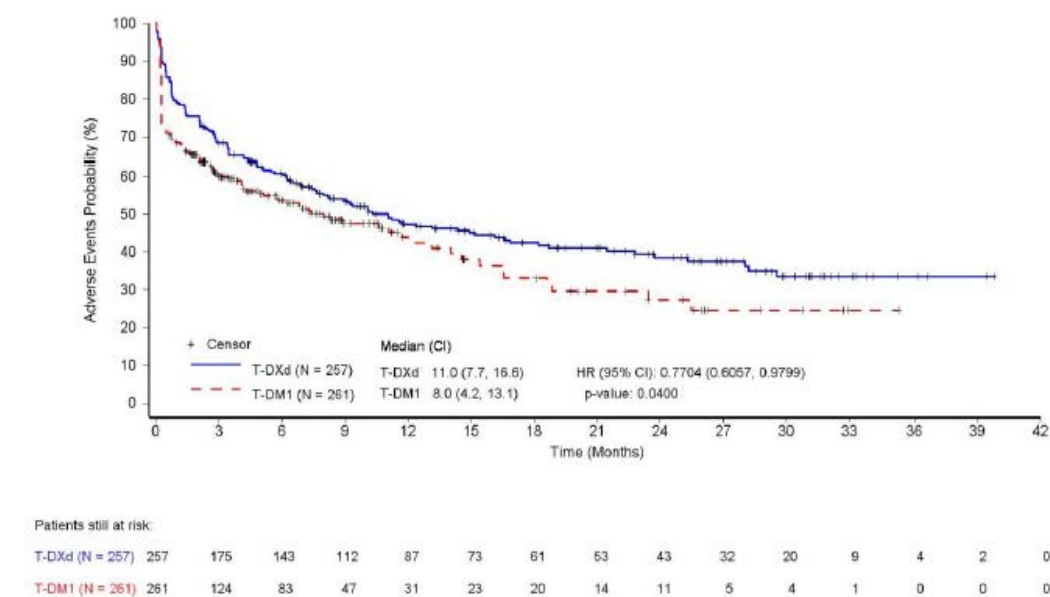 100
90
80
70
60
50
40
30
20
10
0
Adverse Events Probability (%)
+ Censor
T-DXd (N = 257)
T-DM1 (N = 261)
Median (CI)
T-DXd 11.0 (7.7, 16.6)
T-DM1 8.0 (4.2, 13.1)
HR (95% CI): 0.7704 (0.6057, 0.9799)
p-value: 0.0400
0 3 6 9 12 15 18 21 24 27 30 33 36 39 42
Time (Months)
Patients still at risk:
T-DXd (N = 257) 257 175 143 112 87 73 61 53 43 32 20 9 4 2 0
T-DM1 (N = 261) 261 124 83 47 31 23 20 14 11 5 4 1 0 0 0